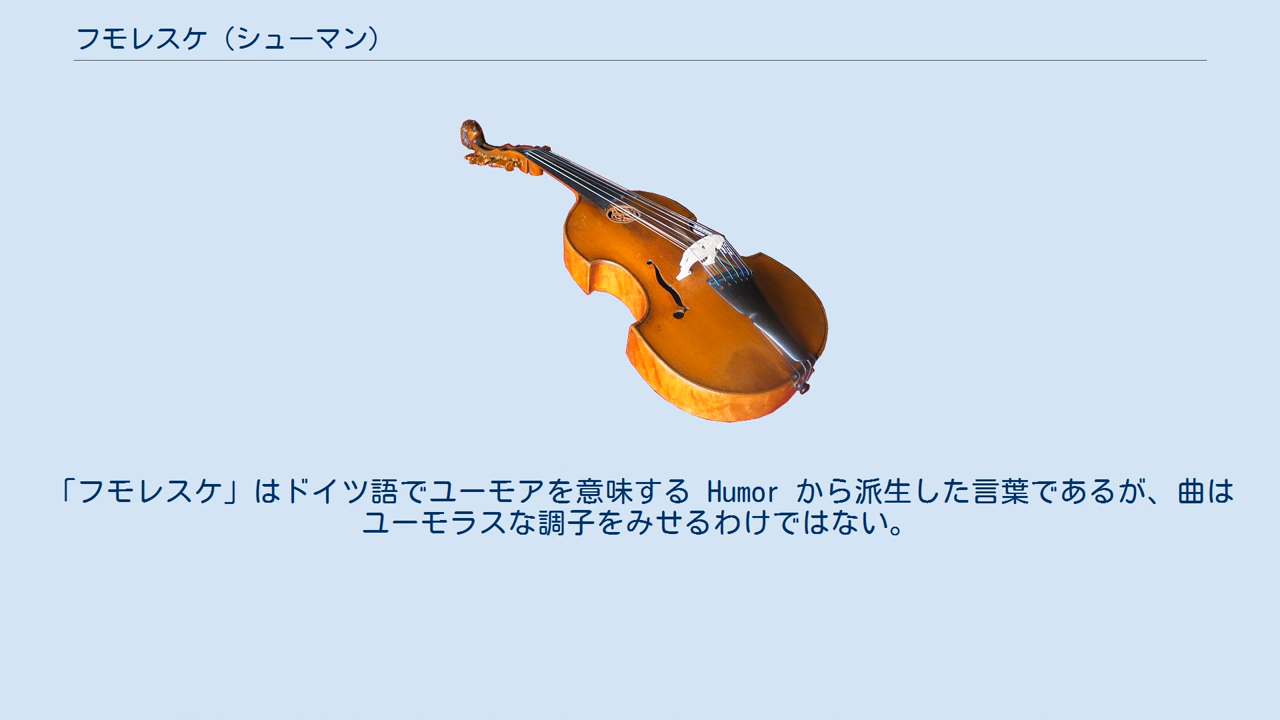 フモレスケ（シューマン）
「フモレスケ」はドイツ語でユーモアを意味する Humor から派生した言葉であるが、曲は
ユーモラスな調子をみせるわけではない。